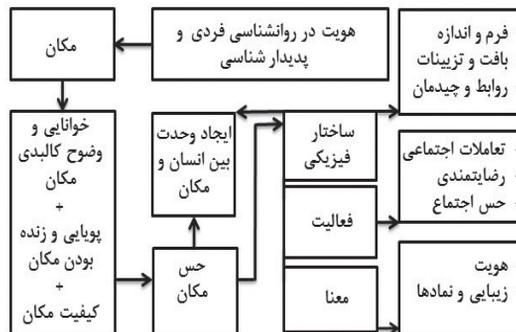 مکان
هویت در روانشناسی فردی و
پدیدار شناسی
فرم و اندازه
بافت و تزیینات
روابط و چیدمان
خوانایی و
وضوح کالبدی
مکان
+
پویایی و زنده
بودن مکان
+
کیفیت مکان
ایجاد وحدت
بین انسان و
مکان
حس
مکان
ساختار
فیزیکی
فعالیت
معنا
تعاملات اجتماعی
رضایتمندی
حس اجتماع
هویت
زیبایی و نمادها